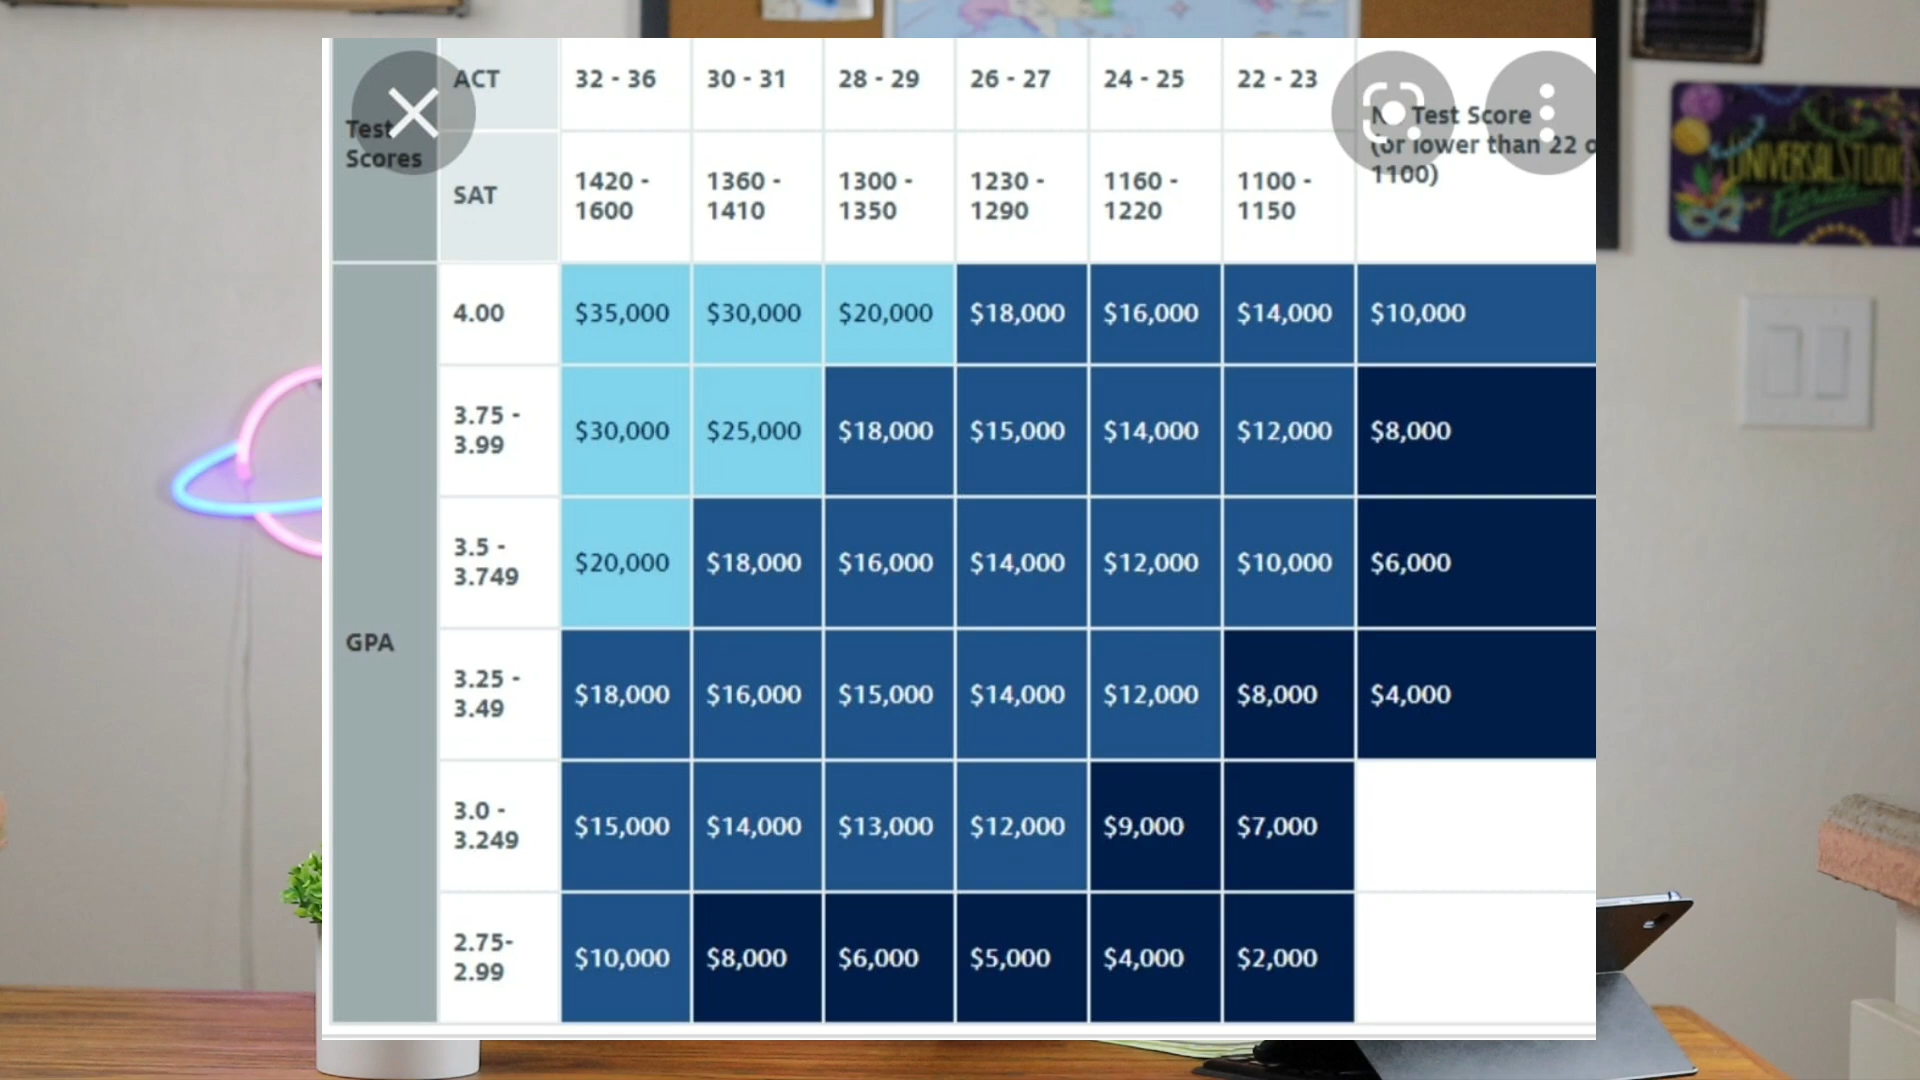 ACT 32 - 36 30 - 31 28 - 29 26 - 27 24 - 25 22 - 23
Test
Scores
Test Score
(or lower than 22
1100)
SAT 1420 - 1360 - 1300 - 1230 - 1160 - 1100 -
1600 1410 1350 1290 1220 1150
4.00 $35,000 $30,000 $20,000 $18,000 $16,000 $14,000 $10,000
3.75 -
3.99 $30,000 $25,000 $18,000 $15,000 $14,000 $12,000 $8,000
3.5 -
3.749 $20,000 $18,000 $16,000 $14,000 $12,000 $10,000 $6,000
GPA
3.25 -
3.49 $18,000 $16,000 $15,000 $14,000 $12,000 $8,000 $4,000
3.0 -
3.249 $15,000 $14,000 $13,000 $12,000 $9,000 $7,000
2.75-
2.99 $10,000 $8,000 $6,000 $5,000 $4,000 $2,000
UNIVERSAL STUDIOS
Florida